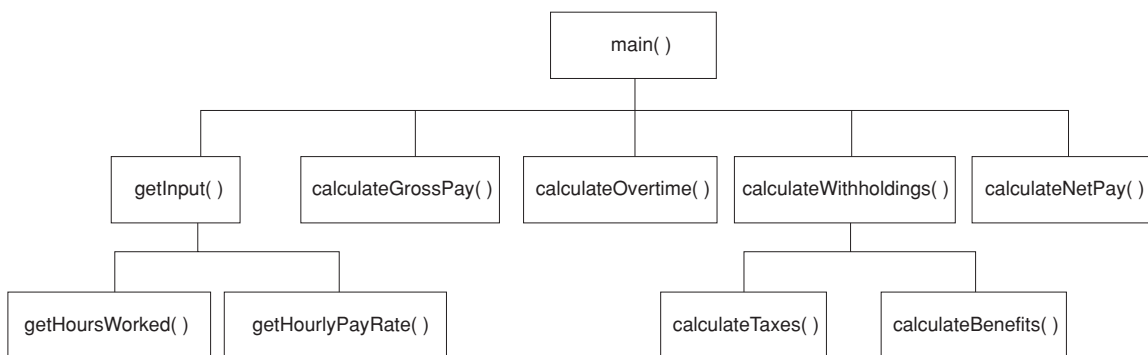 main( )
getInput( )
calculateGrossPay( )
calculateOvertime( )
calculateWithholdings( )
calculateNetPay( )
getHoursWorked( )
getHourlyPayRate( )
calculateTaxes( )
calculateBenefits( )